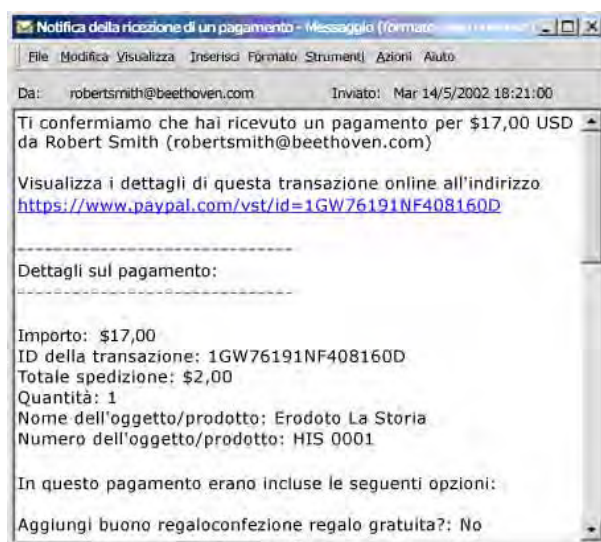 Notifica della ricezione di un pagamento - Messaggio (formato
File Modifica Visualizza Inserisci Formato Strumenti Azioni Aiuto
Da: robertsmith@beethoven.com Inviato: Mar 14/5/2002 18:21:00
Ti confermiamo che hai ricevuto un pagamento per $17,00 USD
da Robert Smith (robertsmith@beethoven.com)
Visualizza i dettagli di questa transazione online all'indirizzo
https://www.paypal.com/vst/id=1GW76191NF408160D
-------------------------------
Dettagli sul pagamento:
-------------------------------
Importo: $17,00
ID della transazione: 1GW76191NF408160D
Totale spedizione: $2,00
Quantità: 1
Nome dell'oggetto/prodotto: Erodoto La Storia
Numero dell'oggetto/prodotto: HIS 0001
In questo pagamento erano incluse le seguenti opzioni:
Aggiungi buono regaloconfezione regalo gratuita?: No